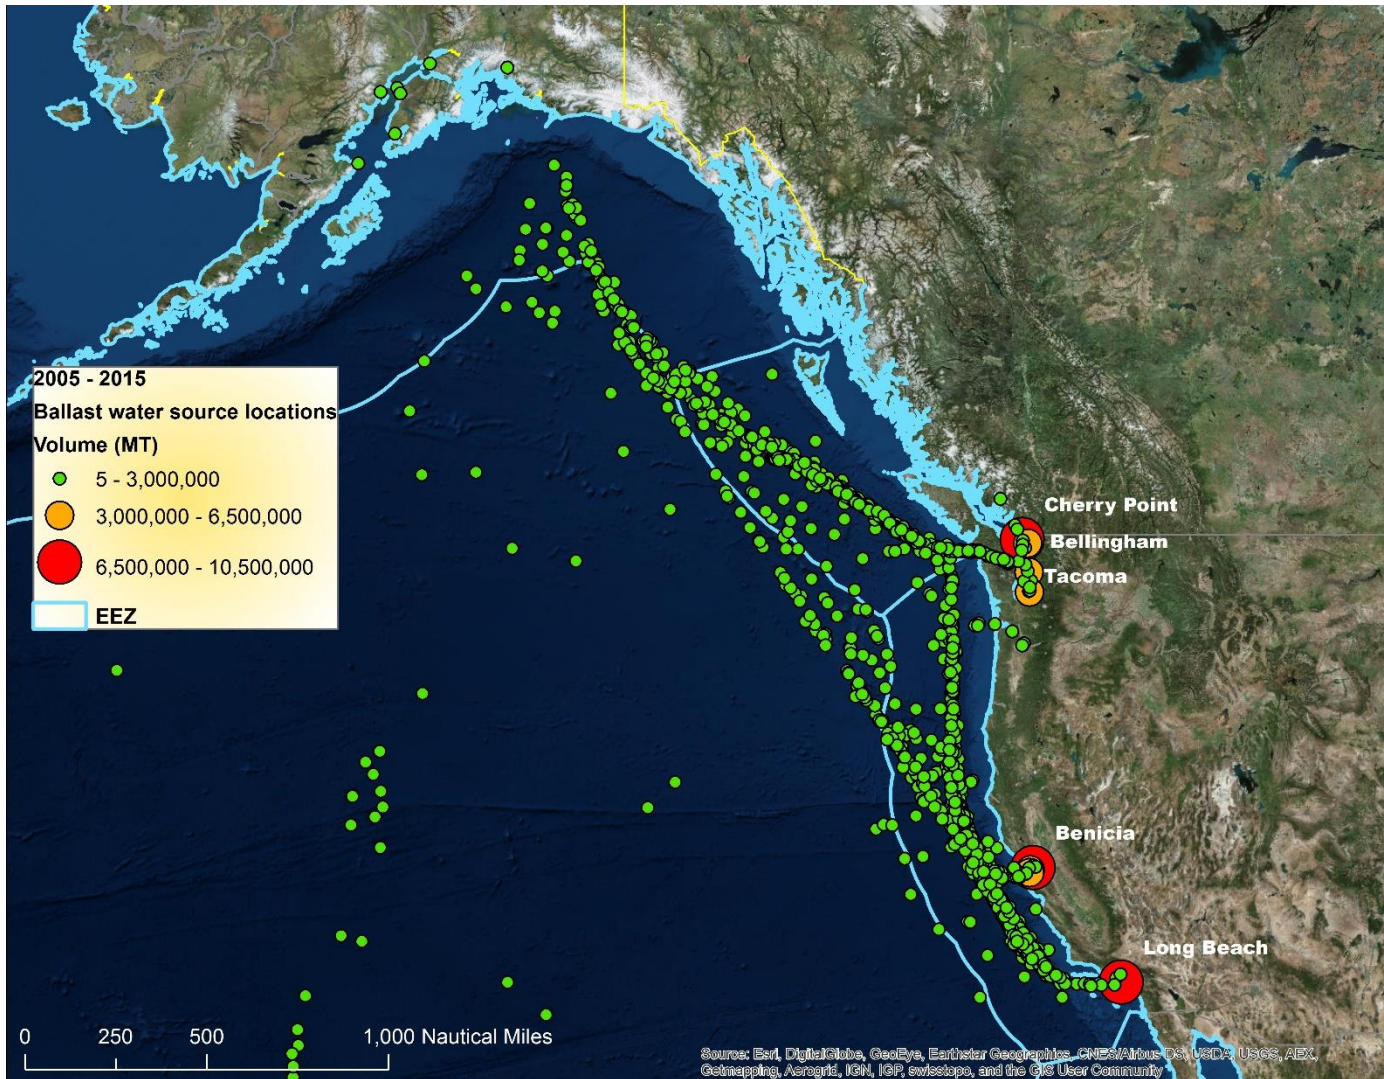 Cherry Point
Bellingham
Tacoma
Benicia
Long Beach
2005 - 2015
Ballast water source locations
Volume (MT)
5 - 3,000,000
3,000,000 - 6,500,000
6,500,000 - 10,500,000
EEZ
0 250 500 1,000 Nautical Miles
Source: Esri, DigitalGlobe, GeoEye, Earthstar Geographics, CNES/Airbus DS, USDA, USGS, AEX,
Getmapping, Aerogrid, IGN, IGP, swisstopo, and the GIS User Community